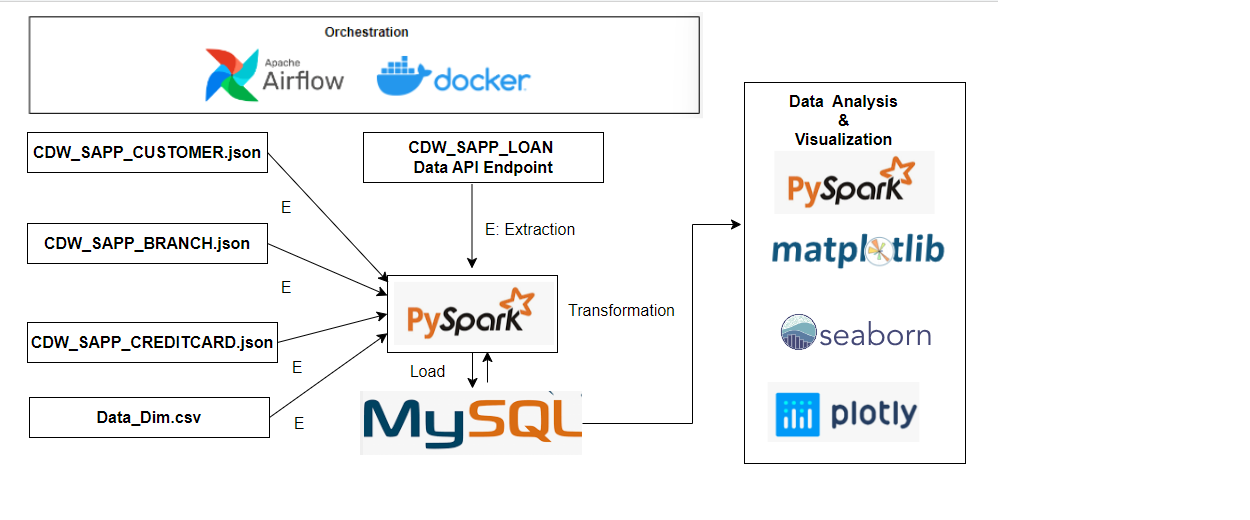 Orchestration
Apache
Airflow
docker
CDW_SAPP_CUSTOMER.json
CDW_SAPP_LOAN
Data API Endpoint
Data Analysis
&
Visualization
PySpark
matplotlib
seaborn
plotly
E
E: Extraction
CDW_SAPP_BRANCH.json
E
PySpark
Transformation
CDW_SAPP_CREDITCARD.json
E
Load
Data_Dim.csv
E
MySQL